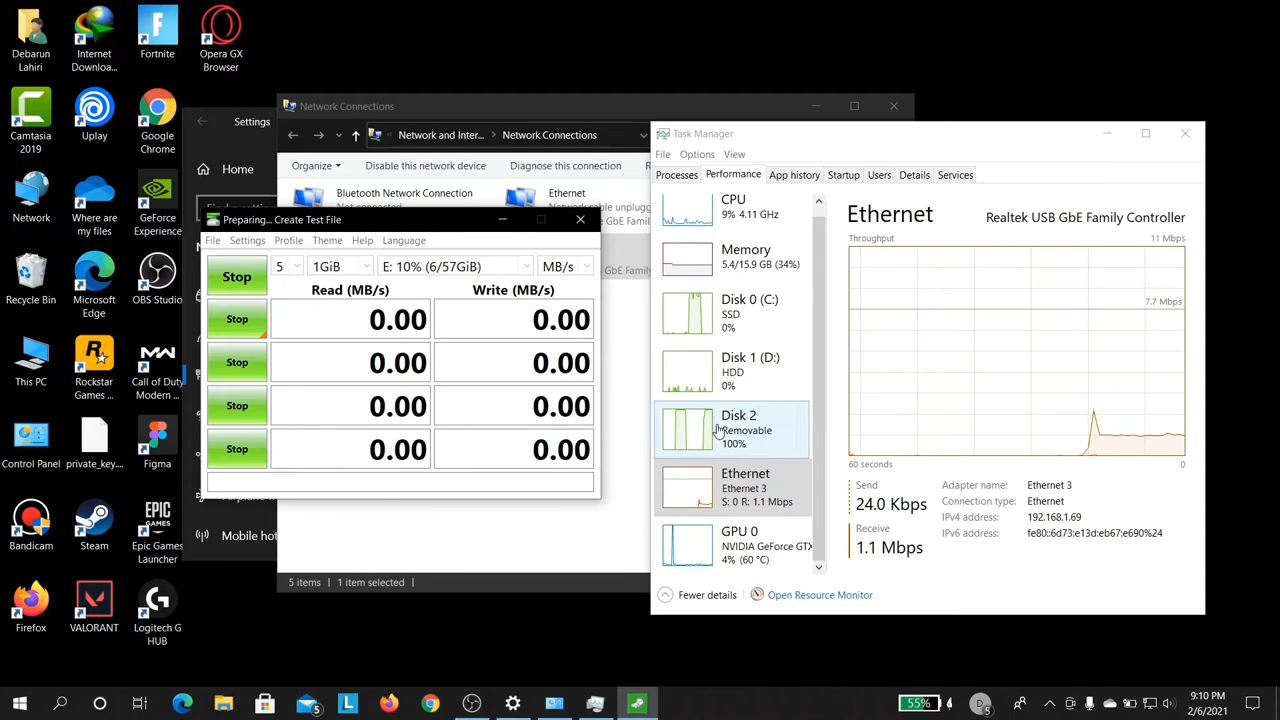 Debarun
Lahiri
Internet
Downloa...
Fortnite
Opera GX
Browser
Camtasia
2019
Uplay
Google
Chrome
Network
Where are
my files
GeForce
Experience
Recycle Bin
Microsoft
Edge
OBS Studio
This PC
Rockstar
Games ...
Call of Duty
Modern ...
Control Panel
private_key....
Figma
Bandicam
Steam
Epic Games
Launcher
Firefox
VALORANT
Logitech G
HUB
Settings
Home
Mobile hot
Network Connections
Network and Inter...
Network Connections
Organize
Disable this network device
Diagnose this connection
Bluetooth Network Connection
Ethernet
Network cable unplugg
5 items
1 item selected
Preparing... Create Test File
File Settings Profile Theme Help Language
Stop 5 1GiB E: 10% (6/57GiB) MB/s
Read (MB/s) Write (MB/s)
Stop 0.00 0.00
Stop 0.00 0.00
Stop 0.00 0.00
Stop 0.00 0.00
Task Manager
File Options View
Processes Performance App history Startup Users Details Services
CPU
9% 4.11 GHz
Memory
5.4/15.9 GB (34%)
Disk 0 (C:)
SSD
0%
Disk 1 (D:)
HDD
0%
Disk 2
Removable
100%
Ethernet
Ethernet 3
S: 0 R: 1.1 Mbps
GPU 0
NVIDIA GeForce GTX
4% (60 °C)
Ethernet
Realtek USB GbE Family Controller
Throughput 11 Mbps
7.7 Mbps
60 seconds 0
Send
24.0 Kbps
Receive
1.1 Mbps
Adapter name: Ethernet 3
Connection type: Ethernet
IPv4 address: 192.168.1.69
IPv6 address: fe80::6d73:e13d:eb67:e690%24
Fewer details
Open Resource Monitor
55%
9:10 PM
2/6/2021